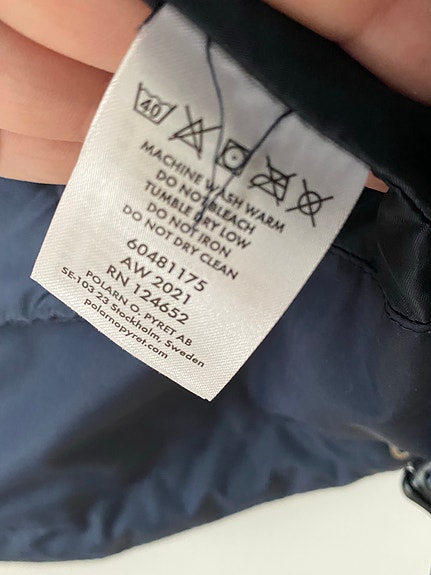 40
MACHINE WASH WARM
DO NOT BLEACH
TUMBLE DRY LOW
DO NOT IRON
DO NOT DRY CLEAN
60481175
AW 2021
RN 124652
POLARN O. PYRET AB
SE-103 23 Stockholm, Sweden
polarnopyret.com